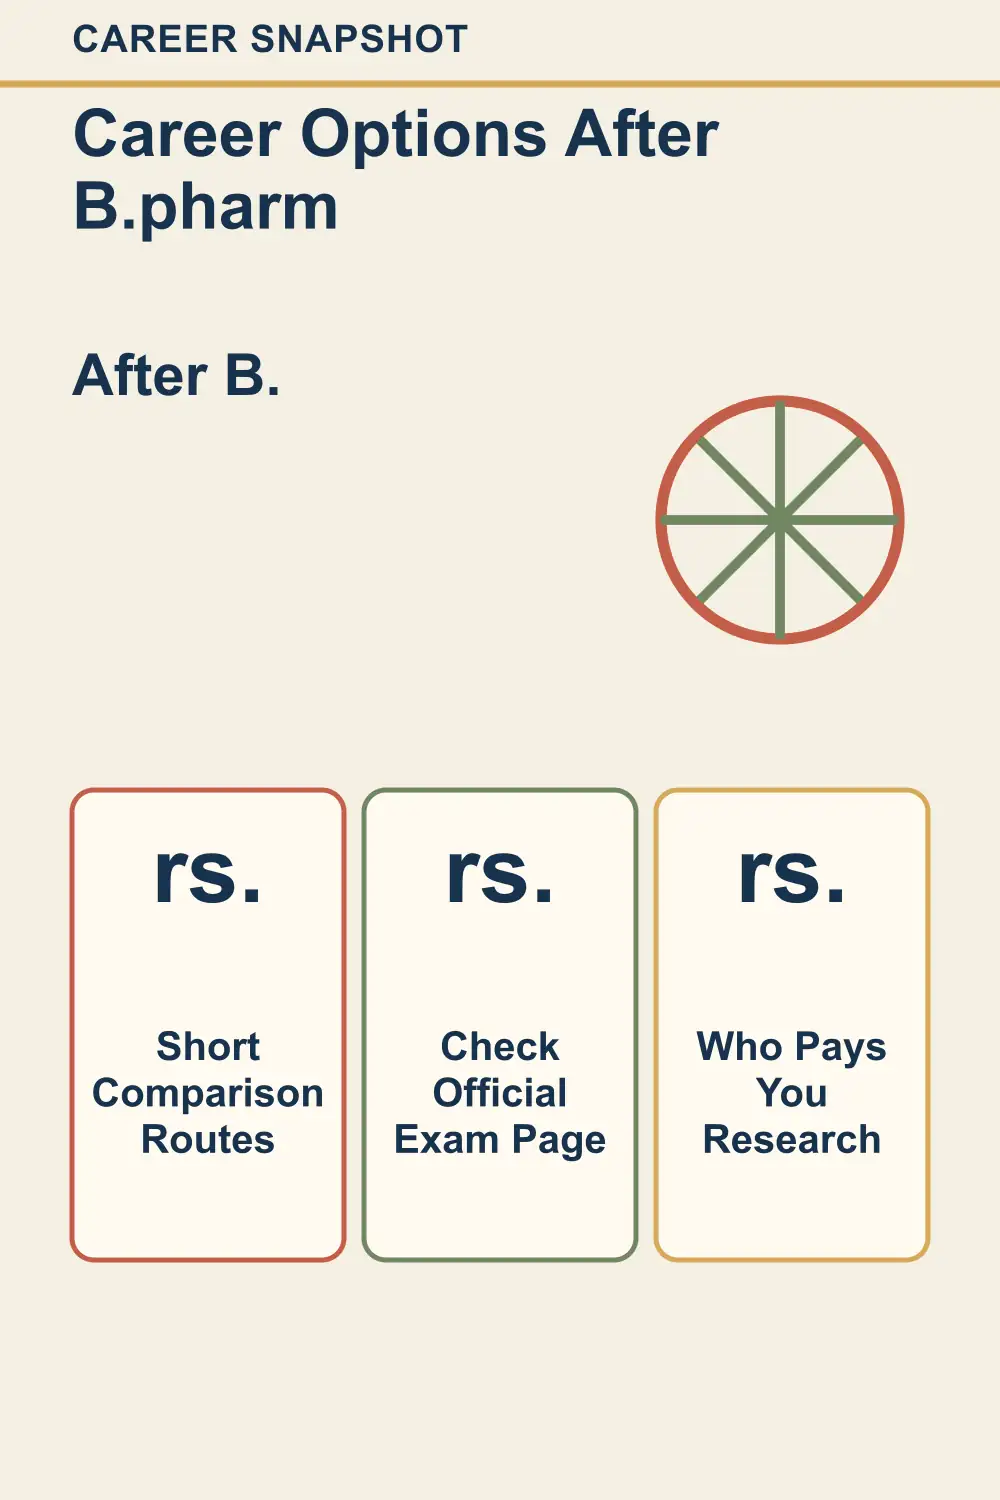 CAREER SNAPSHOT
Career Options After
B.pharm
After B.
rs.
Short
Comparison
Routes
rs.
Check
Official
Exam Page
rs.
Who Pays
You
Research